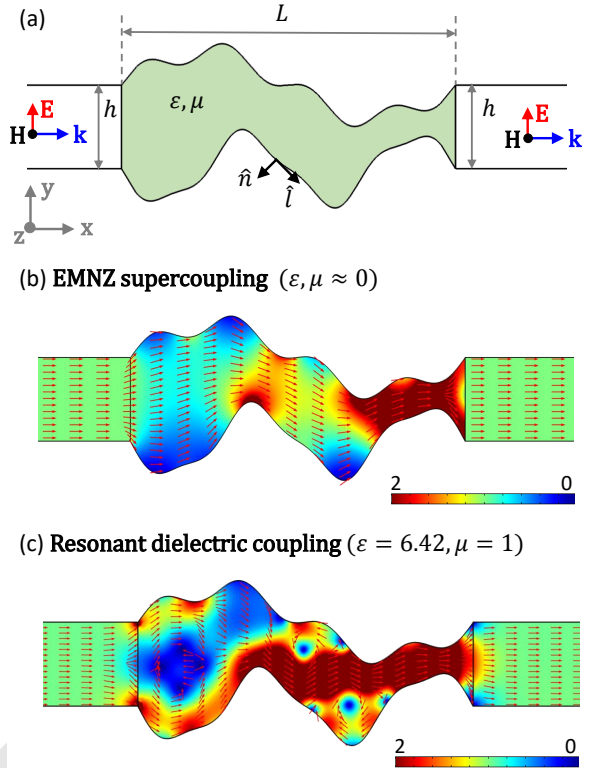 (a)
L
ε, μ
h
h
E
H
k
E
H
k
n̂
l̂
y
z
x
(b) EMNZ supercoupling (ε, μ ≈ 0)
2 0
(c) Resonant dielectric coupling (ε = 6.42, μ = 1)
2 0